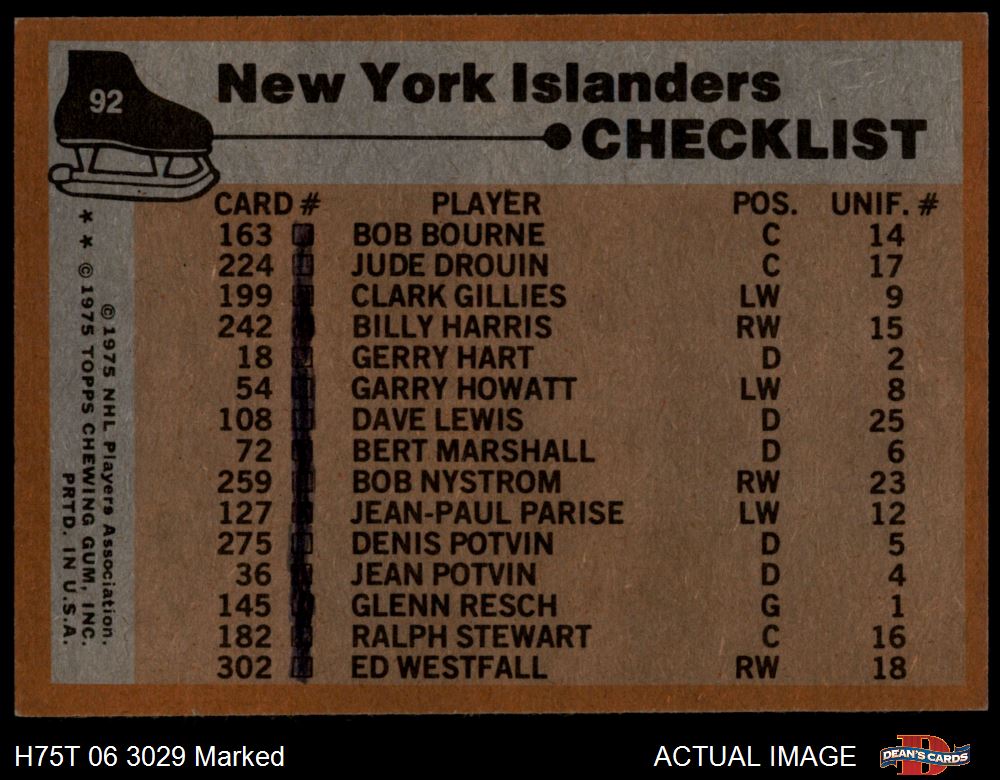 92
New York Islanders
CHECKLIST
CARD # PLAYER POS. UNIF. #
163 BOB BOURNE C 14
224 JUDE DROUIN C 17
199 CLARK GILLIES LW 9
242 BILLY HARRIS RW 15
18 GERRY HART D 2
54 GARRY HOWATT LW 8
108 DAVE LEWIS D 25
72 BERT MARSHALL D 6
259 BOB NYSTROM RW 23
127 JEAN-PAUL PARISE LW 12
275 DENIS POTVIN D 5
36 JEAN POTVIN D 4
145 GLENN RESCH G 1
182 RALPH STEWART C 16
302 ED WESTFALL RW 18
© 1975 NHL Players Association.
★ ★ © 1975 TOPPS CHEWING GUM, INC.
PRTD. IN U.S.A.
H75T 06 3029 Marked
ACTUAL IMAGE
DEAN'S CARDS